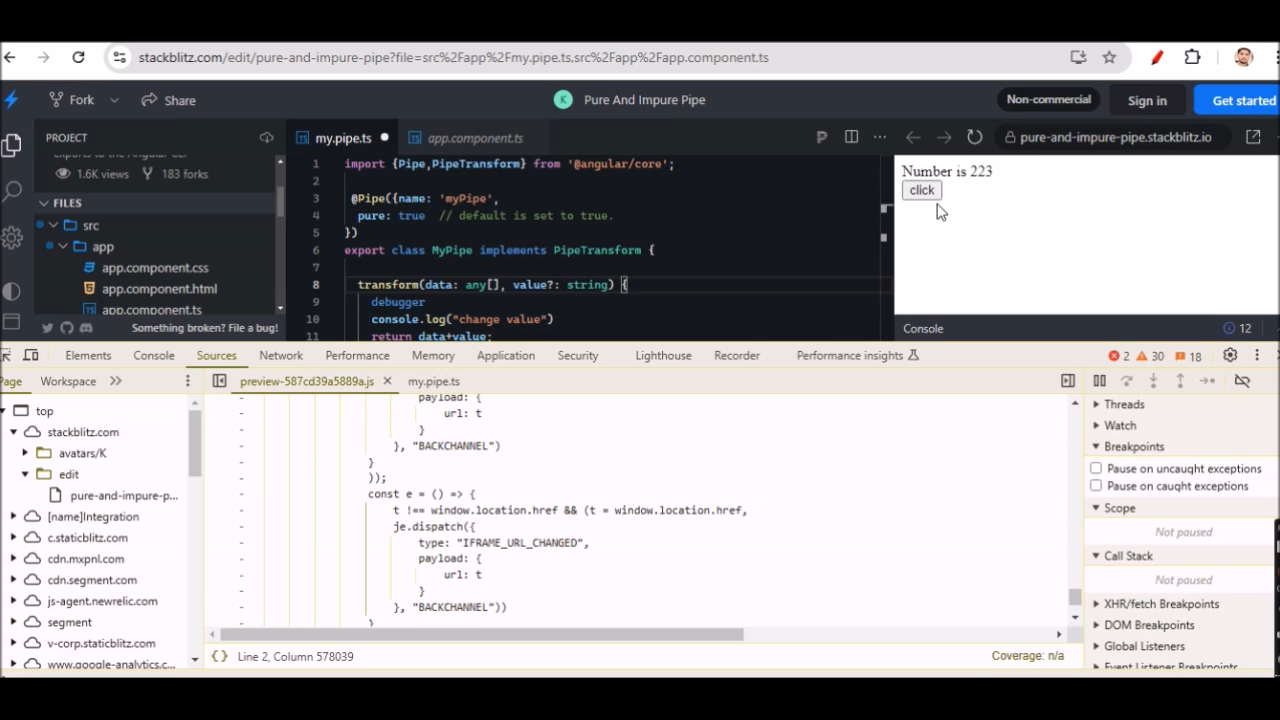 stackblitz.com/edit/pure-and-impure-pipe?file=src%2Fapp%2Fmy.pipe.ts,src%2Fapp%2Fapp.component.ts
Fork
Share
K
Pure And Impure Pipe
Non-commercial
Sign in
Get started
PROJECT
1.6K views
183 forks
FILES
src
app
app.component.css
app.component.html
app.component.ts
Something broken? File a bug!
my.pipe.ts
app.component.ts
1 import {Pipe,PipeTransform} from '@angular/core';
2
3 @Pipe({name: 'myPipe',
4 pure: true // default is set to true.
5 })
6 export class MyPipe implements PipeTransform {
7
8 transform(data: any[], value?: string) {
9 debugger
10 console.log("change value")
11 return data+value;
pure-and-impure-pipe.stackblitz.io
Number is 223
click
Console
12
Elements
Console
Sources
Network
Performance
Memory
Application
Security
Lighthouse
Recorder
Performance insights
2
30
18
Page
Workspace
top
stackblitz.com
avatars/K
edit
pure-and-impure-p...
[name]Integration
c.staticblitz.com
cdn.mxpnl.com
cdn.segment.com
js-agent.newrelic.com
segment
v-corp.staticblitz.com
www.google-analytics.c...
preview-587cd39a5889a.js
my.pipe.ts
- payload: {
- url: t
- }
- }, "BACKCHANNEL")
- }
- ));
- const e = () => {
- t !== window.location.href && (t = window.location.href,
- je.dispatch({
- type: "IFRAME_URL_CHANGED",
- payload: {
- url: t
- }
- }, "BACKCHANNEL"))
- }
{} Line 2, Column 578039
Coverage: n/a
Threads
Watch
Breakpoints
Pause on uncaught exceptions
Pause on caught exceptions
Scope
Not paused
Call Stack
Not paused
XHR/fetch Breakpoints
DOM Breakpoints
Global Listeners
Event Listener Breakpoints